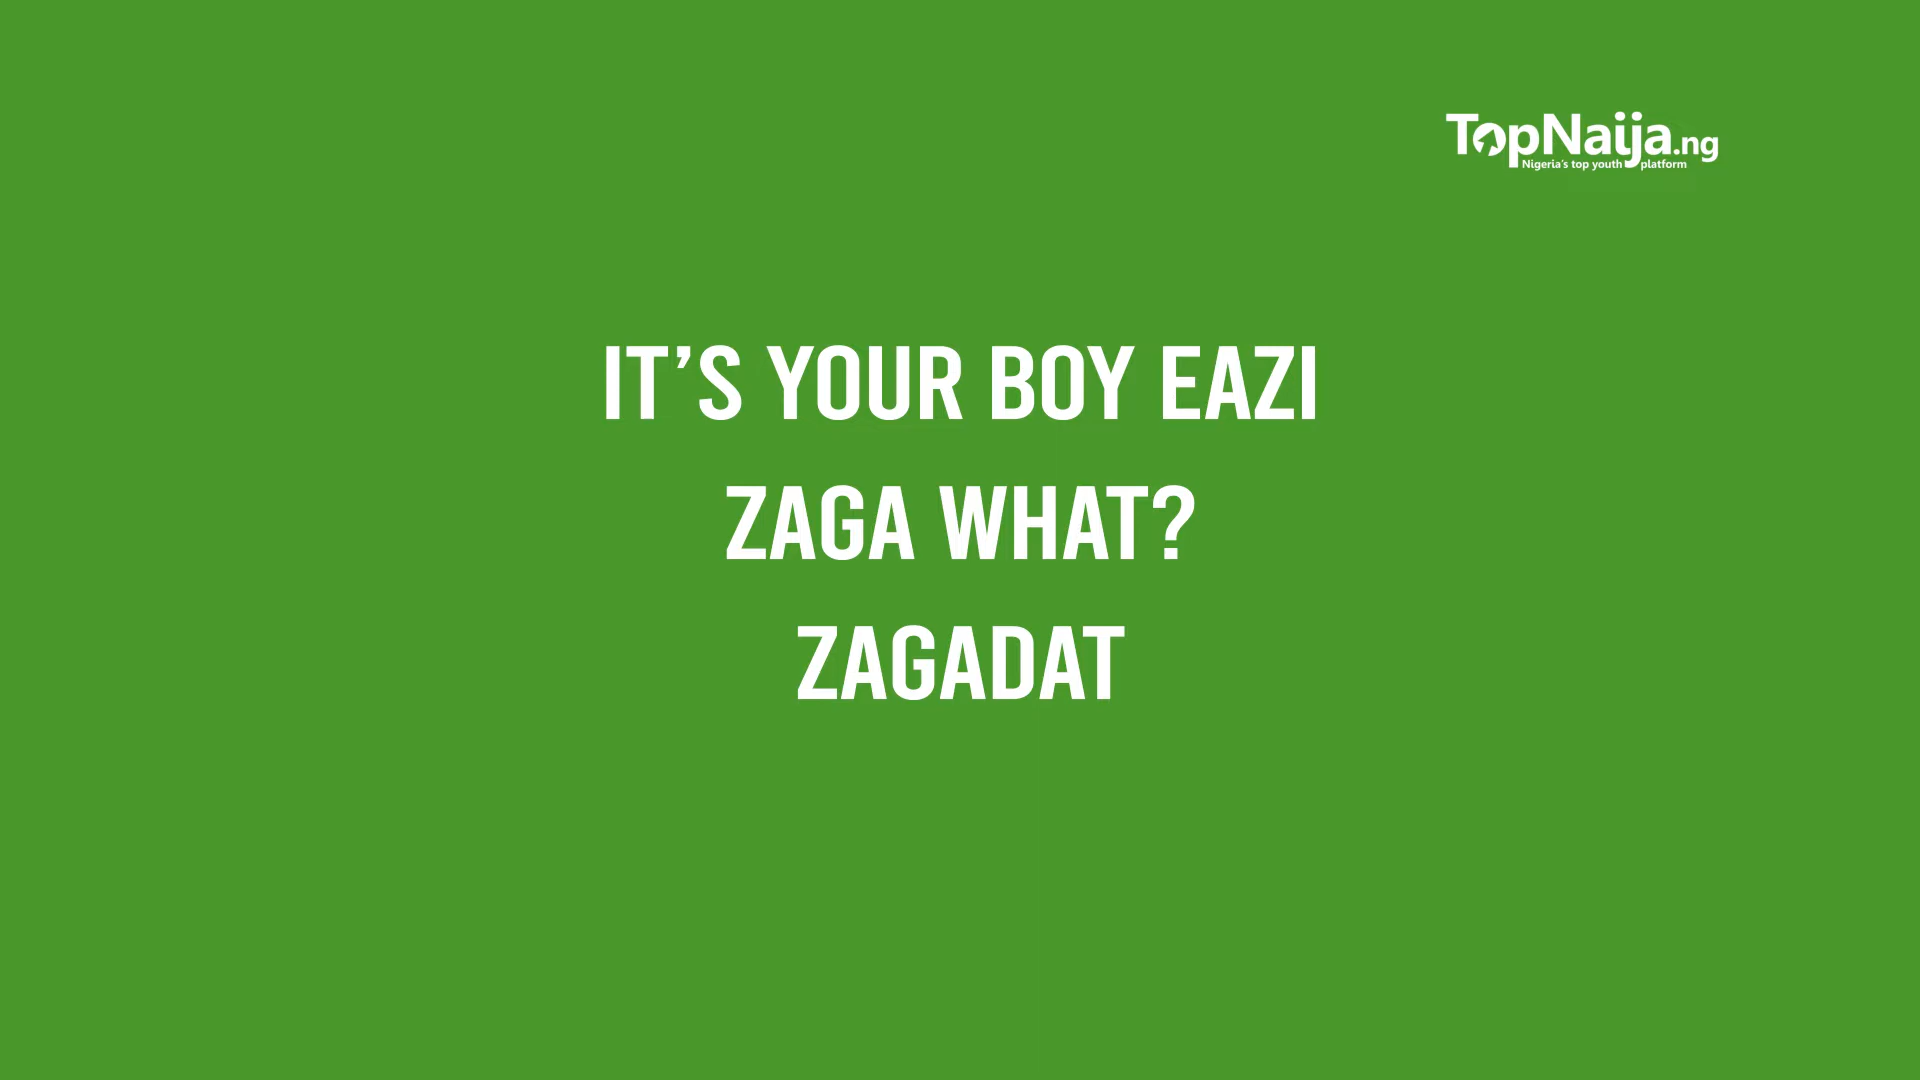 TopNaija.ng
Nigeria's top youth platform
IT’S YOUR BOY EAZI
ZAGA WHAT?
ZAGADAT